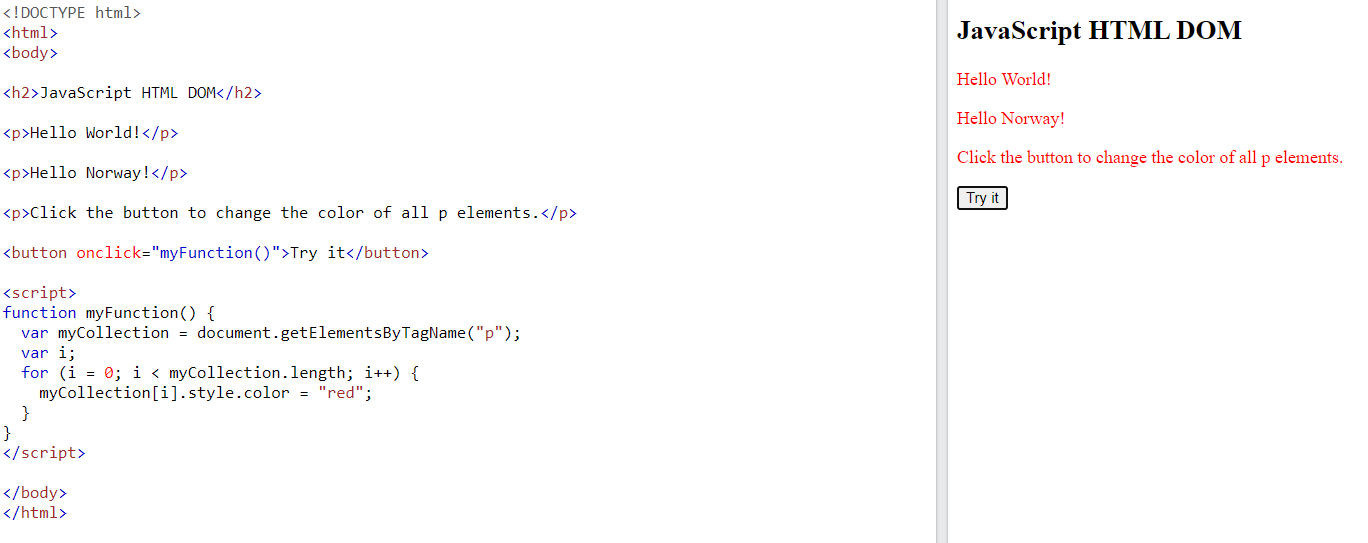 <!DOCTYPE html>
<html>
<body>
<h2>JavaScript HTML DOM</h2>
<p>Hello World!</p>
<p>Hello Norway!</p>
<p>Click the button to change the color of all p elements.</p>
<button onclick="myFunction()">Try it</button>
<script>
function myFunction() {
  var myCollection = document.getElementsByTagName("p");
  var i;
  for (i = 0; i < myCollection.length; i++) {
    myCollection[i].style.color = "red";
  }
}
</script>
</body>
</html>
JavaScript HTML DOM
Hello World!
Hello Norway!
Click the button to change the color of all p elements.
Try it